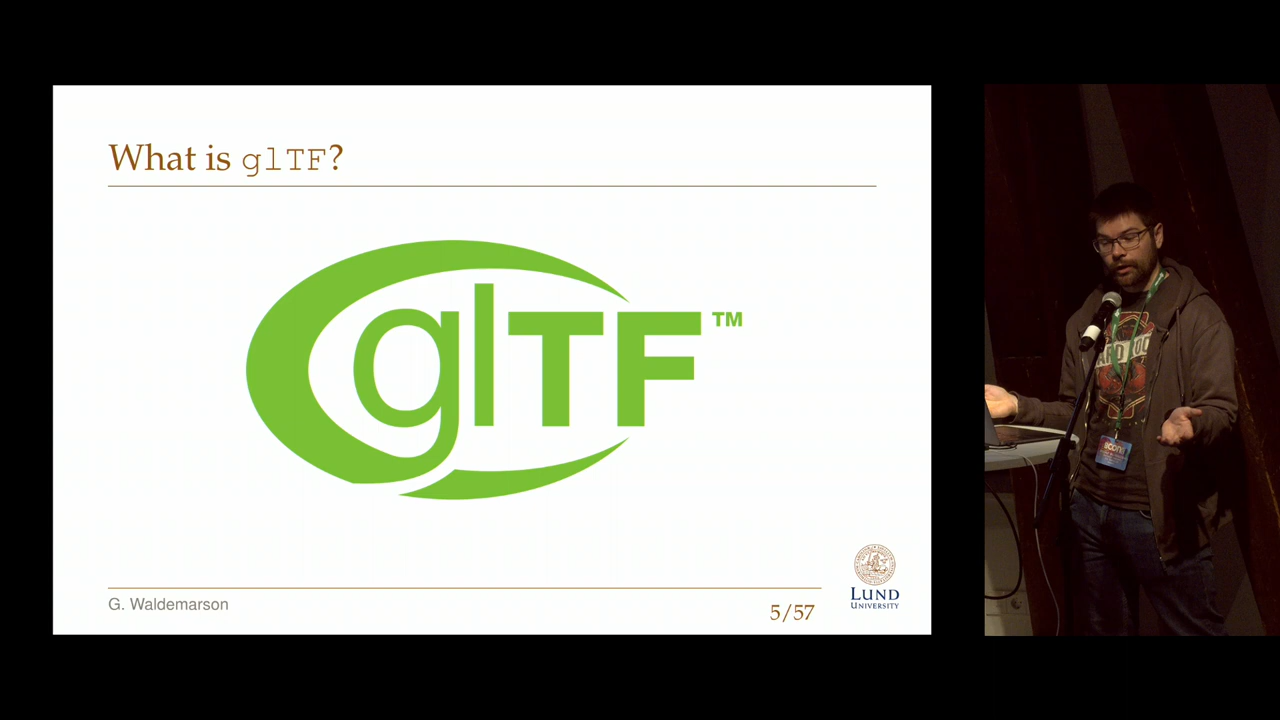 What is glTF?
glTF™
G. Waldemarson
5/57
LUND
UNIVERSITY